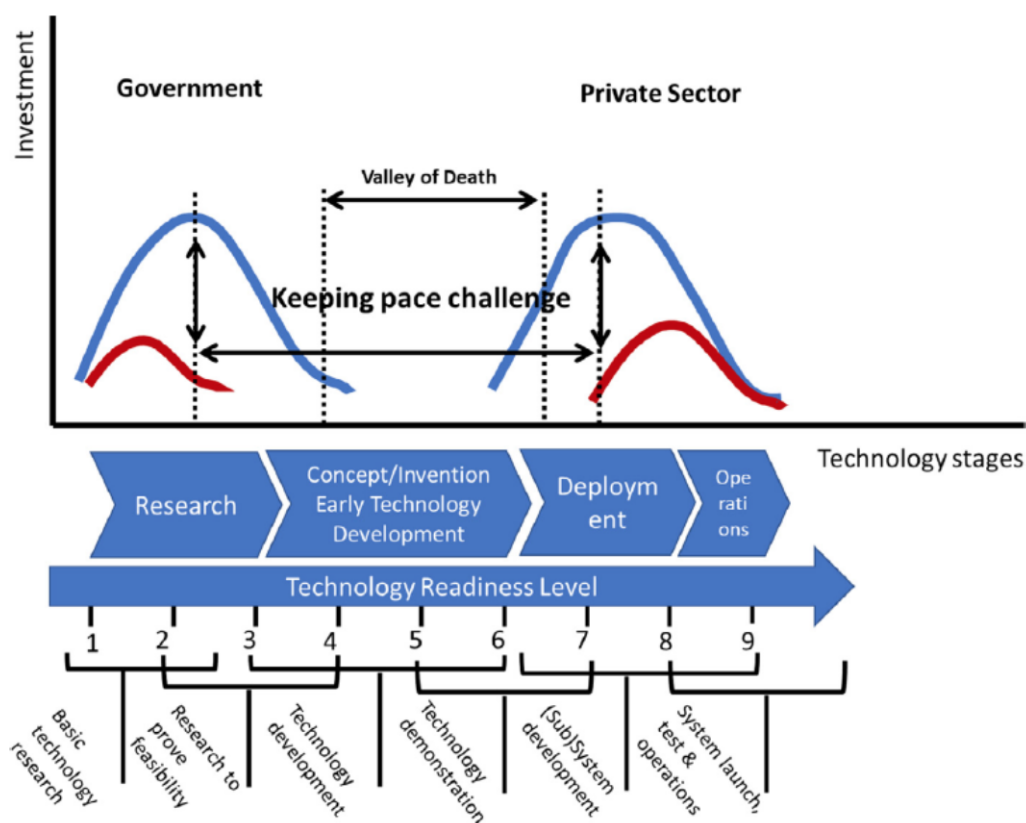 Investment
Government
Private Sector
Valley of Death
Keeping pace challenge
Technology stages
Research
Concept/Invention
Early Technology
Development
Deploym
ent
Ope
rati
ons
Technology Readiness Level
1
2
3
4
5
6
7
8
9
Basic
technology
research
Research to
prove
feasibility
Technology
development
Technology
demonstration
(Sub)System
development
System launch,
test &
operations